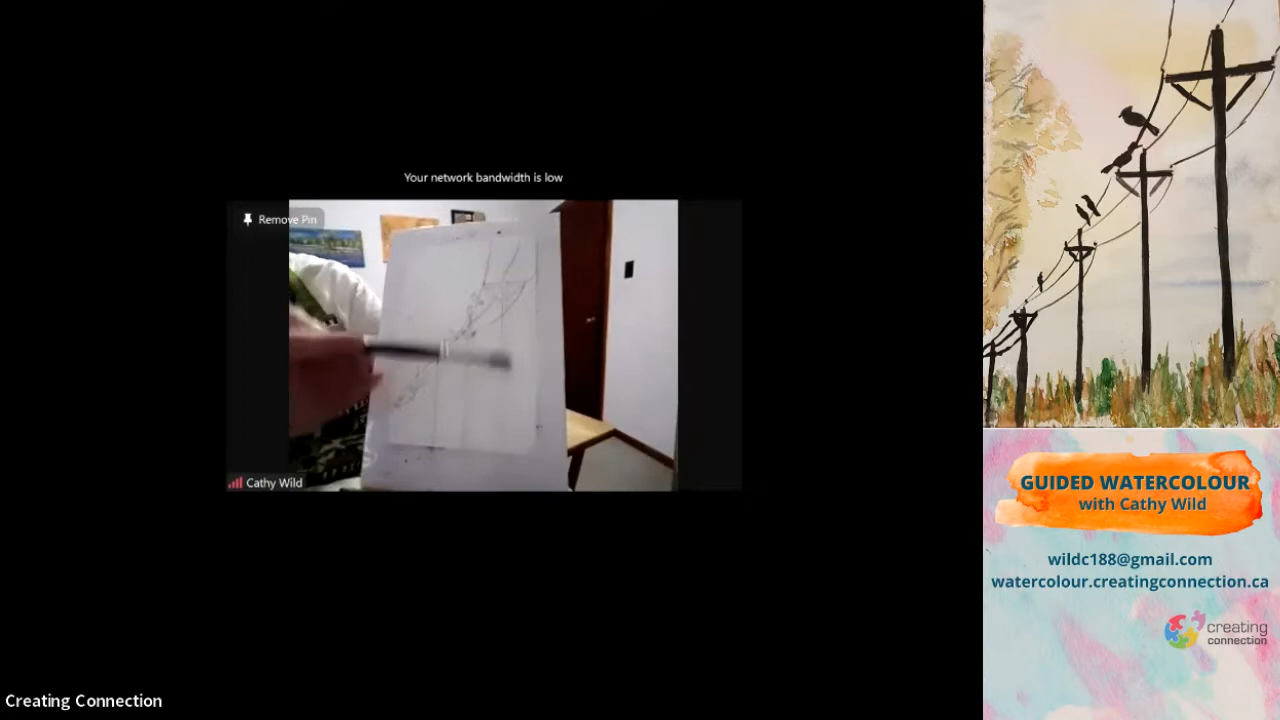 Your network bandwidth is low
Remove Pin
Cathy Wild
Creating Connection
GUIDED WATERCOLOUR
with Cathy Wild
wildc188@gmail.com
watercolour.creatingconnection.ca
creating
connection